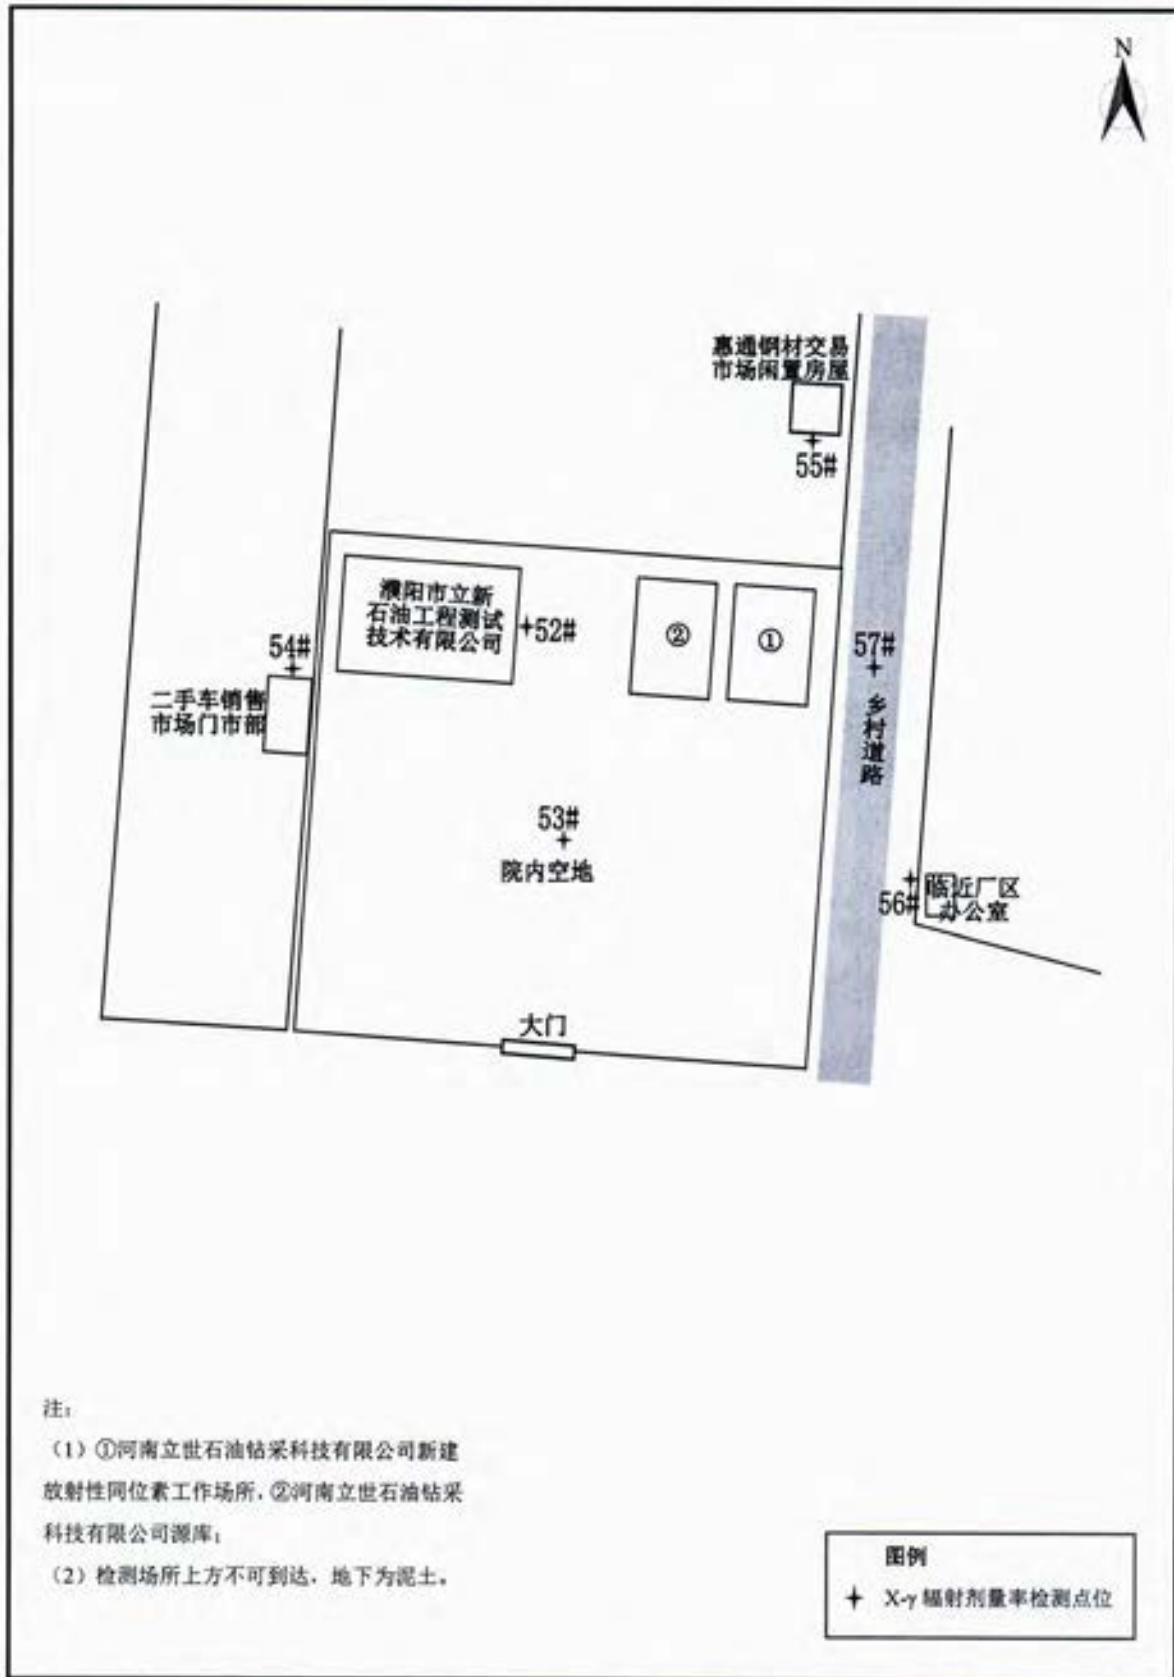 N
惠通钢材交易
市场闲置房屋
55#
濮阳市立新
石油工程测试
技术有限公司
52#
②
①
54#
57#
二手车销售
市场门市部
乡村道路
53#
院内空地
56#
临近厂区
办公室
大门
注：
（1）①河南立世石油钻采科技有限公司新建
放射性同位素工作场所，②河南立世石油钻采
科技有限公司源库；
（2）检测场所上方不可到达，地下为泥土。
图例
X-γ 辐射剂量率检测点位